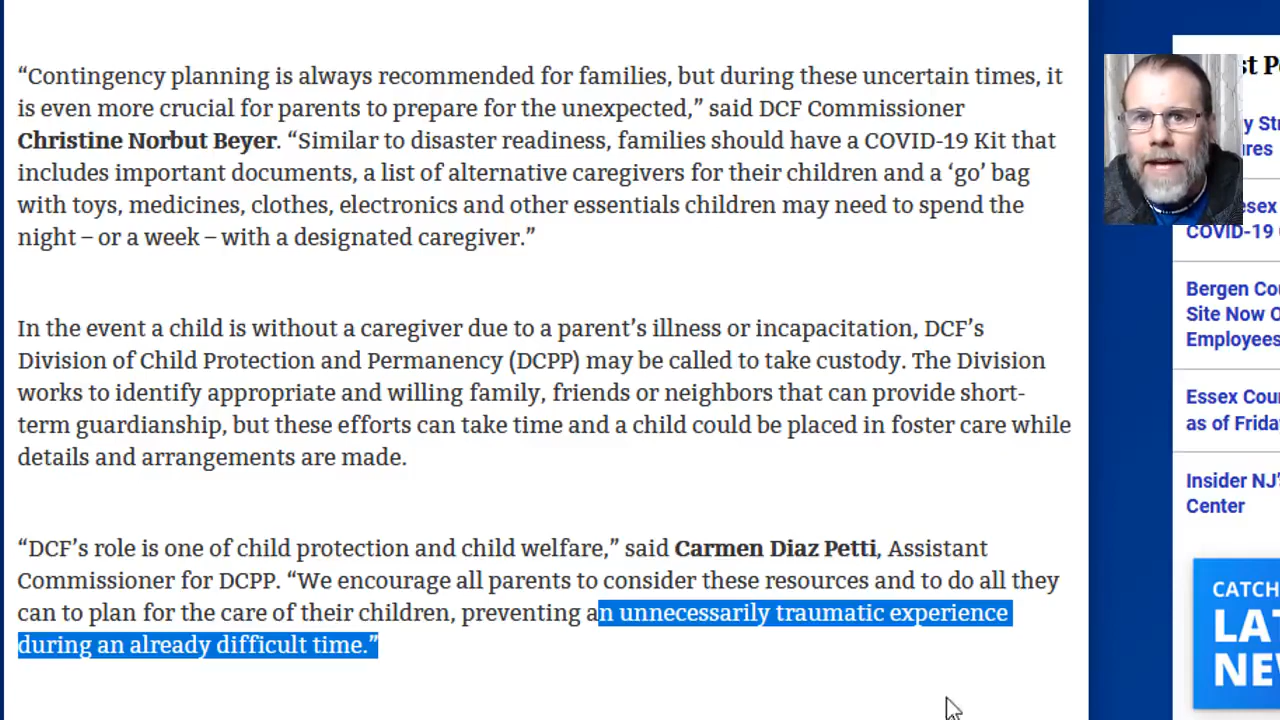 “Contingency planning is always recommended for families, but during these uncertain times, it
is even more crucial for parents to prepare for the unexpected,” said DCF Commissioner
Christine Norbut Beyer. “Similar to disaster readiness, families should have a COVID-19 Kit that
includes important documents, a list of alternative caregivers for their children and a ‘go’ bag
with toys, medicines, clothes, electronics and other essentials children may need to spend the
night – or a week – with a designated caregiver.”
In the event a child is without a caregiver due to a parent’s illness or incapacitation, DCF’s
Division of Child Protection and Permanency (DCPP) may be called to take custody. The Division
works to identify appropriate and willing family, friends or neighbors that can provide short-
term guardianship, but these efforts can take time and a child could be placed in foster care while
details and arrangements are made.
“DCF’s role is one of child protection and child welfare,” said Carmen Diaz Petti, Assistant
Commissioner for DCPP. “We encourage all parents to consider these resources and to do all they
can to plan for the care of their children, preventing an unnecessarily traumatic experience
during an already difficult time.”
COVID-19
Bergen Cou
Site Now O
Employees
Essex Coun
as of Frida
Insider NJ’
Center
CATCH
LAT
NEW